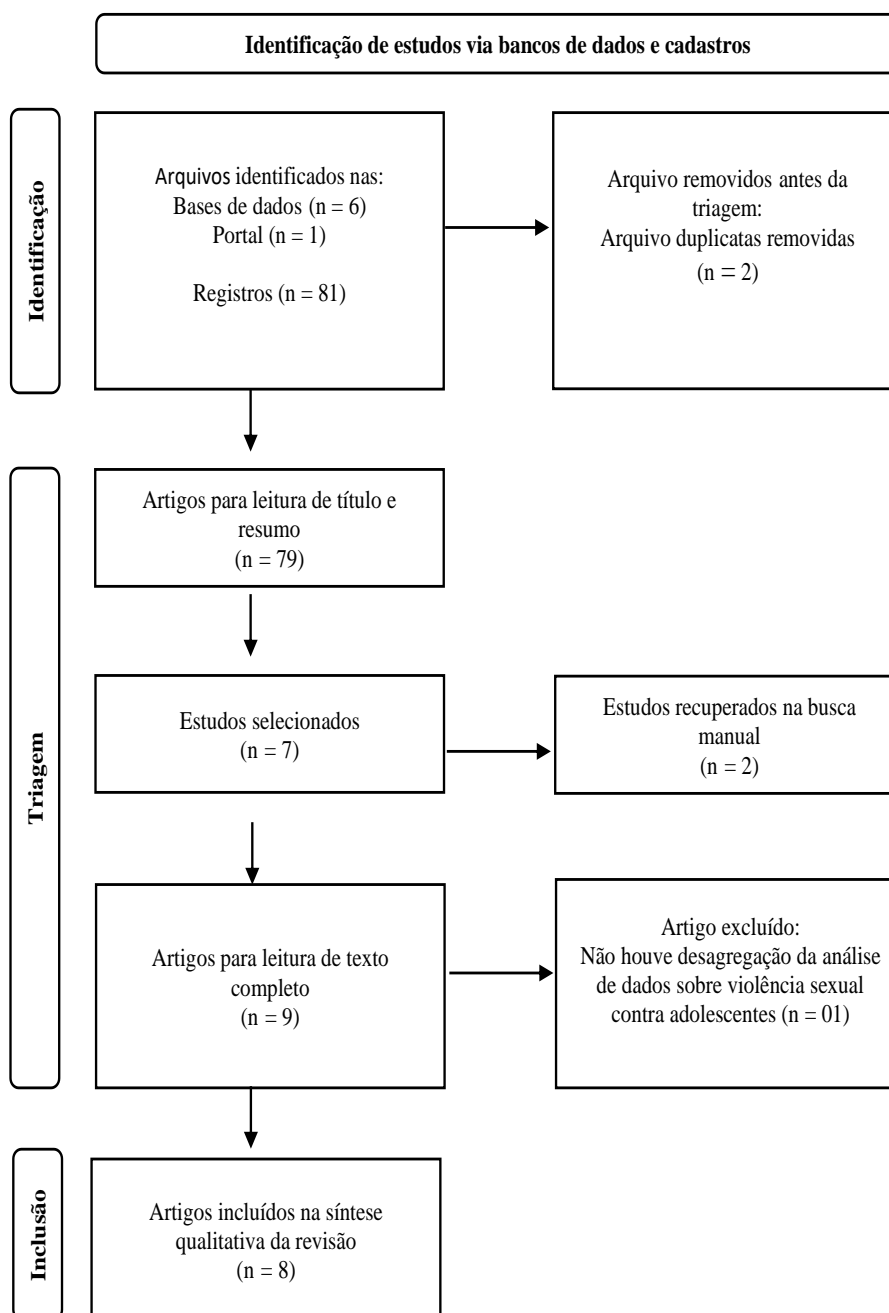 Identificação de estudos via bancos de dados e cadastros
Identificação
Arquivos identificados nas:
Bases de dados (n = 6)
Portal (n = 1)
Registros (n = 81)
Arquivo removidos antes da
triagem:
Arquivo duplicatas removidas
(n = 2)
Triagem
Artigos para leitura de título e
resumo
(n = 79)
Estudos selecionados
(n = 7)
Estudos recuperados na busca
manual
(n = 2)
Artigos para leitura de texto
completo
(n = 9)
Artigo excluído:
Não houve desagregação da análise
de dados sobre violência sexual
contra adolescentes (n = 01)
Inclusão
Artigos incluídos na síntese
qualitativa da revisão
(n = 8)